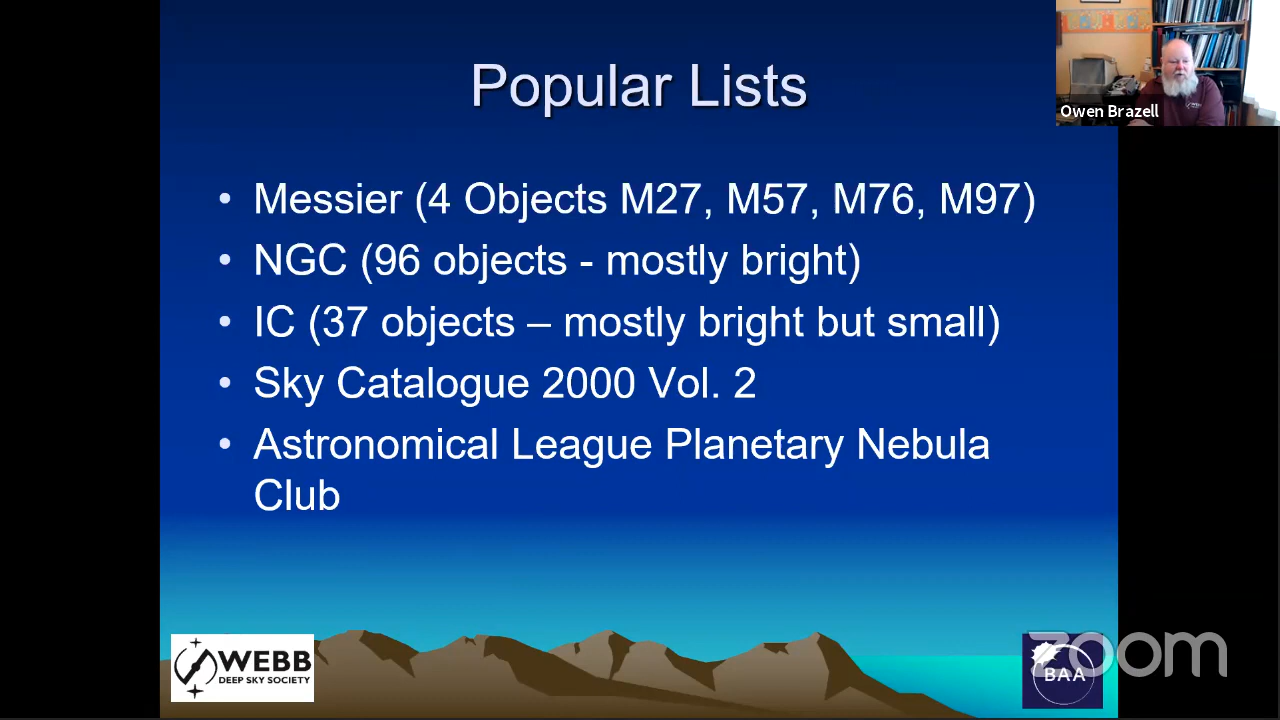 Popular Lists
Owen Brazell
• Messier (4 Objects M27, M57, M76, M97)
• NGC (96 objects - mostly bright)
• IC (37 objects – mostly bright but small)
• Sky Catalogue 2000 Vol. 2
• Astronomical League Planetary Nebula
Club
WEBB
DEEP SKY SOCIETY
BAA
zoom